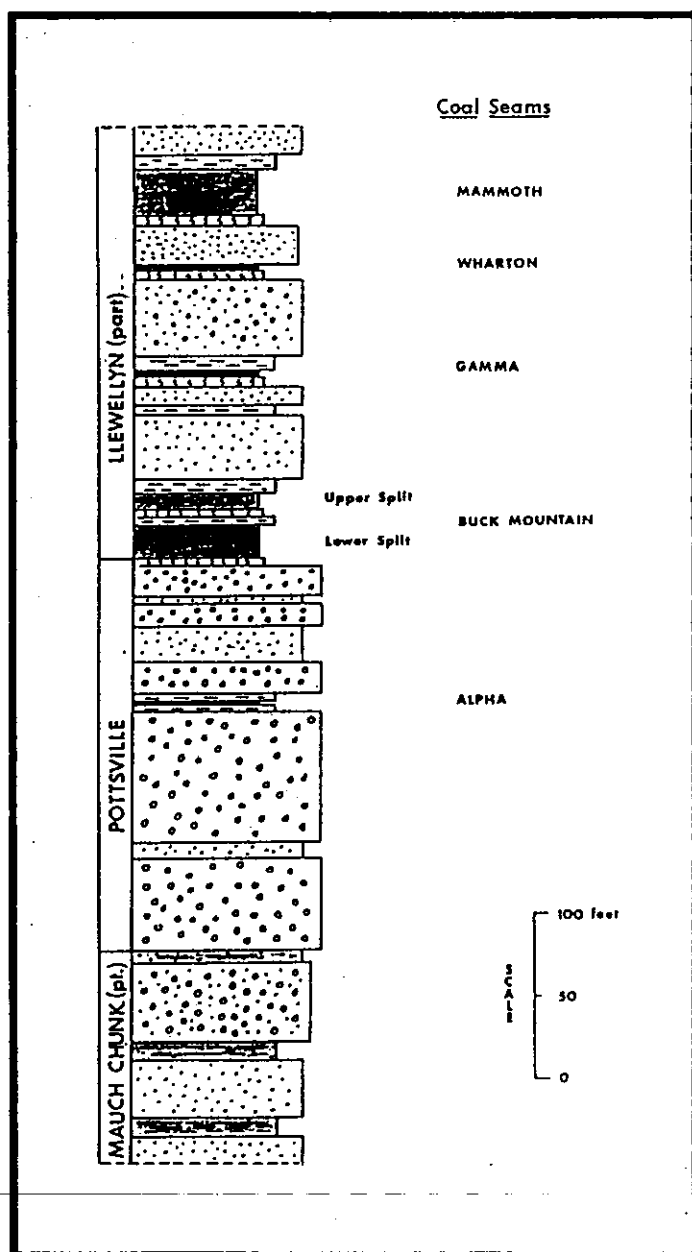 Coal Seams
MAMMOTH
WHARTON
GAMMA
Upper Split
BUCK MOUNTAIN
Lower Split
ALPHA
LLEWELLYN (part)
POTTSVILLE
MAUCH CHUNK (pt.)
SCALE
100 feet
50
0